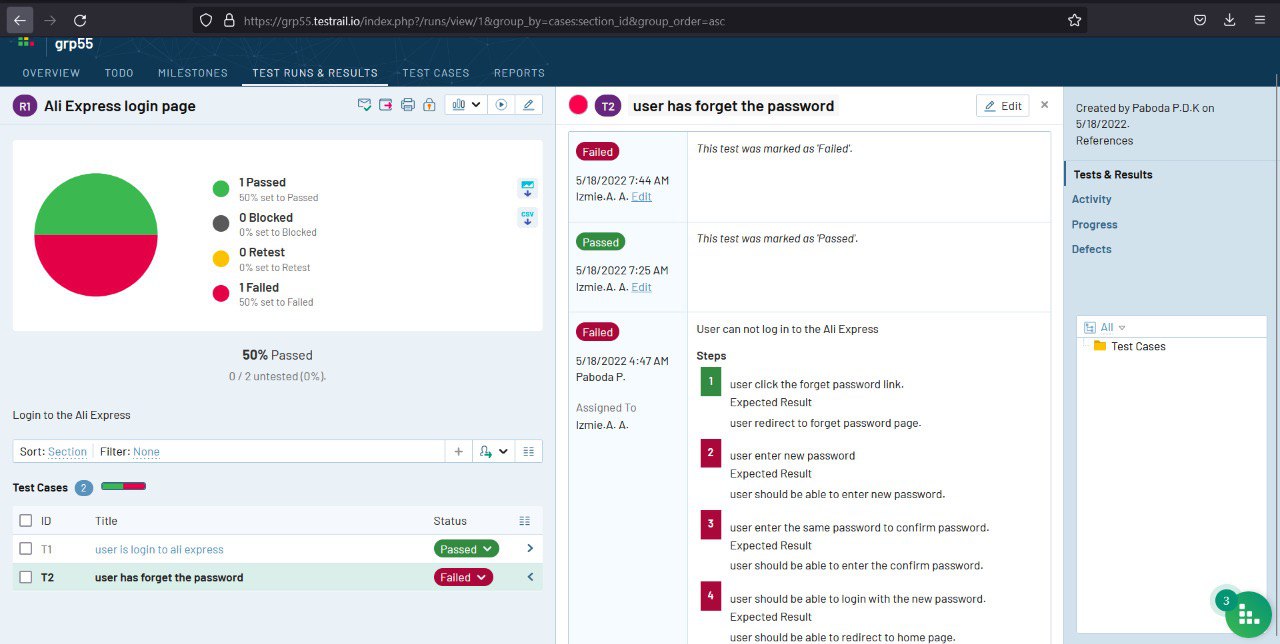 https://grp55.testrail.io/index.php?/runs/view/1&group_by=cases:section_id&group_order=asc
grp55
OVERVIEW TODO MILESTONES TEST RUNS & RESULTS TEST CASES REPORTS
R1 Ali Express login page
1 Passed
50% set to Passed
0 Blocked
0% set to Blocked
0 Retest
0% set to Retest
1 Failed
50% set to Failed
CSV
50% Passed
0 / 2 untested (0%).
Login to the Ali Express
Sort: Section Filter: None
Test Cases 2
ID Title Status
T1 user is login to ali express Passed
T2 user has forget the password Failed
T2 user has forget the password Edit
Failed
5/18/2022 7:44 AM
Izmie.A. A. Edit
This test was marked as 'Failed'.
Passed
5/18/2022 7:25 AM
Izmie.A. A. Edit
This test was marked as 'Passed'.
Failed
5/18/2022 4:47 AM
Paboda P.
Assigned To
Izmie.A. A.
User can not log in to the Ali Express
Steps
1 user click the forget password link.
Expected Result
user redirect to forget password page.
2 user enter new password
Expected Result
user should be able to enter new password.
3 user enter the same password to confirm password.
Expected Result
user should be able to enter the confirm password.
4 user should be able to login with the new password.
Expected Result
user should be able to redirect to home page.
Created by Paboda P.D.K on
5/18/2022.
References
Tests & Results
Activity
Progress
Defects
All
Test Cases
3